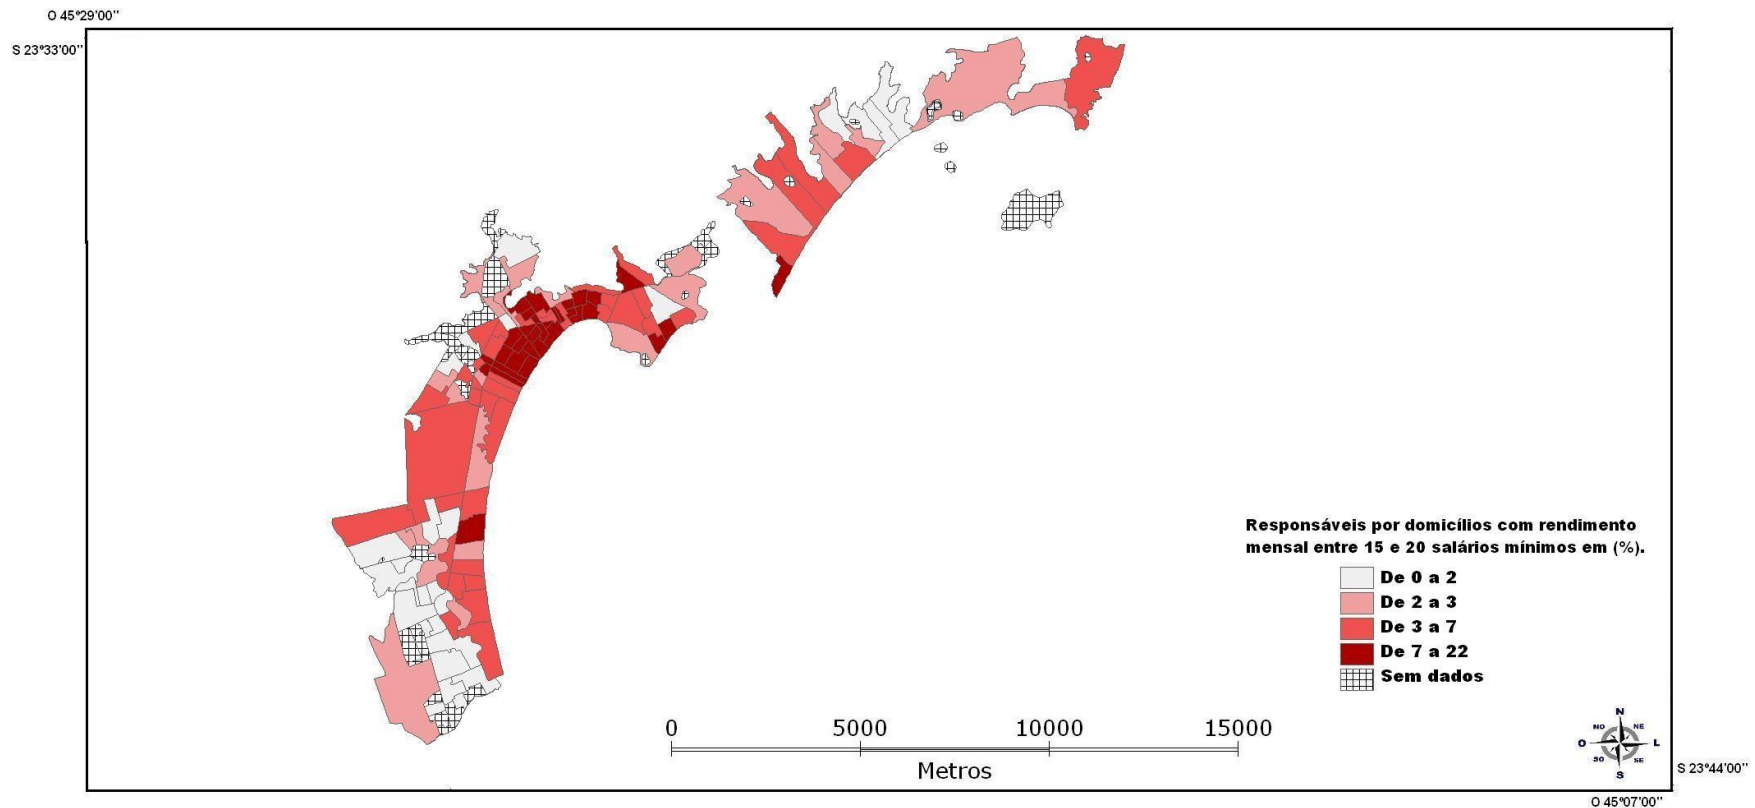 O 45°29'00''
S 23°33'00''
Responsáveis por domicílios com rendimento
mensal entre 15 e 20 salários mínimos em (%).
De 0 a 2
De 2 a 3
De 3 a 7
De 7 a 22
Sem dados
0 5000 10000 15000
Metros
N
NO NE
O L
SO SE
S
S 23°44'00''
O 45°07'00''